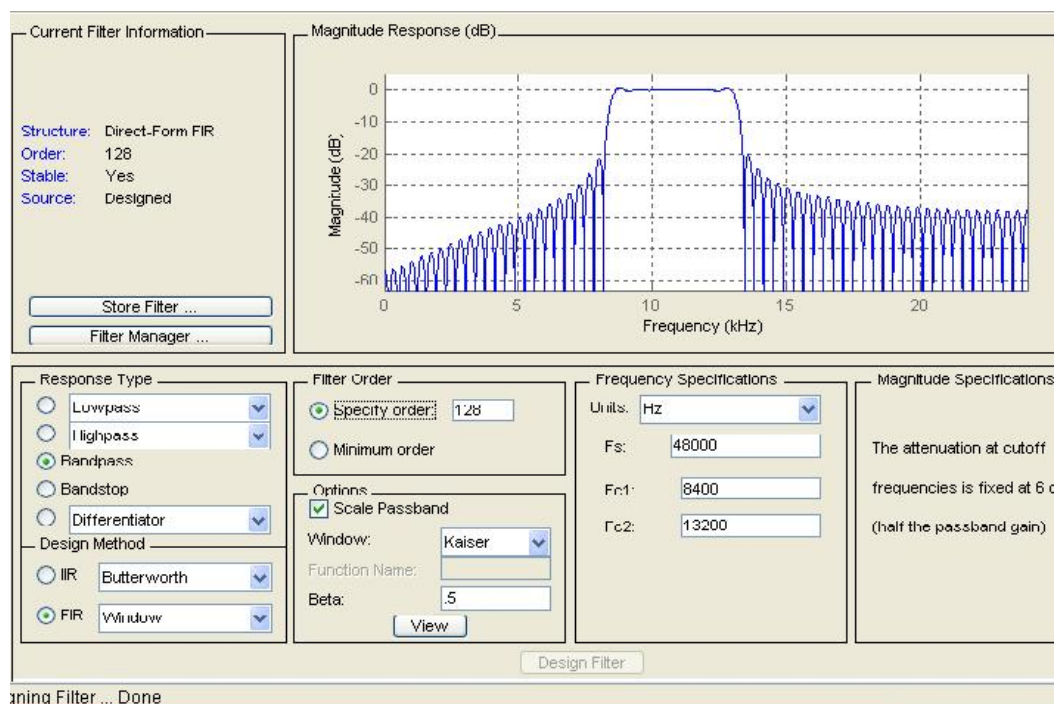 Current Filter Information
Structure: Direct-Form FIR
Order: 128
Stable: Yes
Source: Designed
Store Filter ...
Filter Manager ...
Magnitude Response (dB)
Magnitude (dB)
0
-10
-20
-30
-40
-50
-60
0 5 10 15 20
Frequency (kHz)
Response Type
Lowpass
Highpass
Bandpass
Bandstop
Differentiator
Design Method
IIR Butterworth
FIR Window
Filter Order
Specify order: 128
Minimum order
Options
Scale Passband
Window: Kaiser
Function Name:
Beta: .5
View
Frequency Specifications
Units: Hz
Fs: 48000
Fc1: 8400
Fc2: 13200
Magnitude Specifications
The attenuation at cutoff
frequencies is fixed at 6
(half the passband gain)
Design Filter
gning Filter ... Done